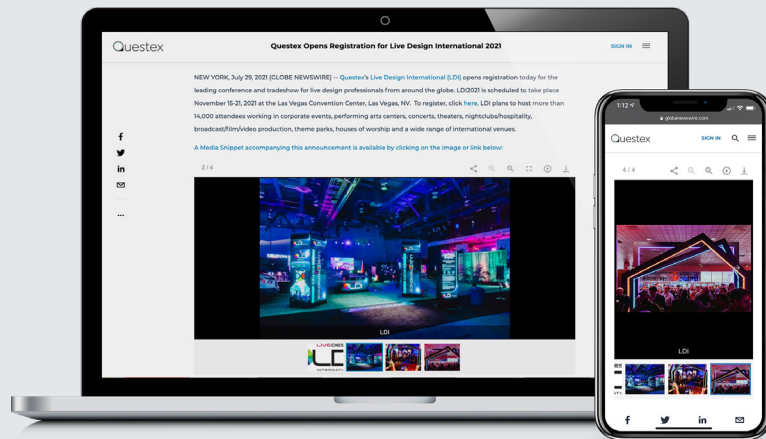 Questex
Questex Opens Registration for Live Design International 2021
SIGN IN
NEW YORK, July 29, 2021 (GLOBE NEWSWIRE) -- Questex's Live Design International (LDI) opens registration today for the
leading conference and tradeshow for live design professionals from around the globe. LDI2021 is scheduled to take place
November 15-21, 2021 at the Las Vegas Convention Center, Las Vegas, NV. To register, click here. LDI plans to host more than
14,000 attendees working in corporate events, performing arts centers, concerts, theaters, nightclubs/hospitality,
broadcast/film/video production, theme parks, houses of worship and a wide range of international venues.
A Media Snippet accompanying this announcement is available by clicking on the image or link below:
2 / 4
LDI
LIVEDES
LD
INTERNATI
1:12
globenewswire.com
Questex
SIGN IN
4 / 4
LDI